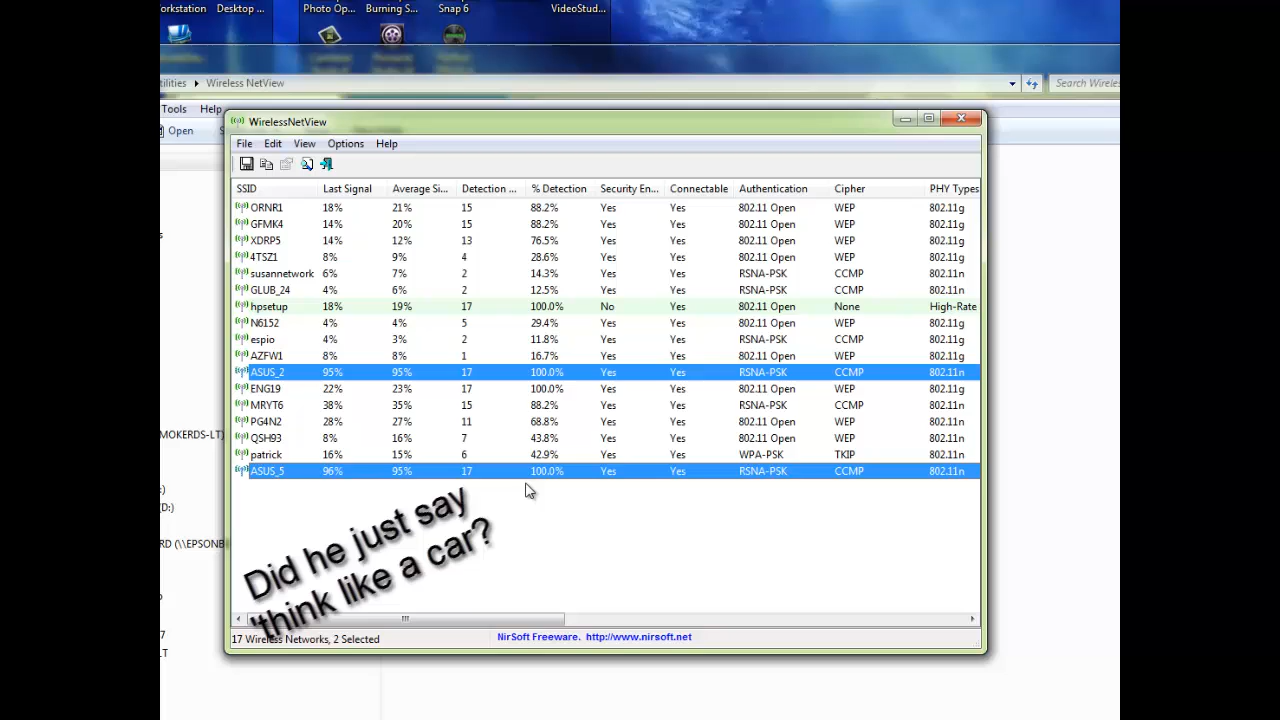 orkstation Desktop ... Photo Op... Burning S... Snap 6 VideoStud...
tilities Wireless NetView Search Wireles
Tools Help
Open
WirelessNetView
File Edit View Options Help
SSID Last Signal Average Si... Detection ... % Detection Security En... Connectable Authentication Cipher PHY Types
ORNR1 18% 21% 15 88.2% Yes Yes 802.11 Open WEP 802.11g
GFMK4 14% 20% 15 88.2% Yes Yes 802.11 Open WEP 802.11g
XDRP5 14% 12% 13 76.5% Yes Yes 802.11 Open WEP 802.11g
4TSZ1 8% 9% 4 28.6% Yes Yes 802.11 Open WEP 802.11g
susannetwork 6% 7% 2 14.3% Yes Yes RSNA-PSK CCMP 802.11n
GLUB_24 4% 6% 2 12.5% Yes Yes RSNA-PSK CCMP 802.11n
hpsetup 18% 19% 17 100.0% No Yes 802.11 Open None High-Rate
N6152 4% 4% 5 29.4% Yes Yes 802.11 Open WEP 802.11g
espio 4% 3% 2 11.8% Yes Yes RSNA-PSK CCMP 802.11g
AZFW1 8% 8% 1 16.7% Yes Yes 802.11 Open WEP 802.11g
ASUS_2 95% 95% 17 100.0% Yes Yes RSNA-PSK CCMP 802.11n
ENG19 22% 23% 17 100.0% Yes Yes 802.11 Open WEP 802.11g
MRYT6 38% 35% 15 88.2% Yes Yes RSNA-PSK CCMP 802.11n
PG4N2 28% 27% 11 68.8% Yes Yes 802.11 Open WEP 802.11n
QSH93 8% 16% 7 43.8% Yes Yes 802.11 Open WEP 802.11n
patrick 16% 15% 6 42.9% Yes Yes WPA-PSK TKIP 802.11n
ASUS_5 96% 95% 17 100.0% Yes Yes RSNA-PSK CCMP 802.11n
MOKERDS-LT)
:)
(D:)
RD (\\EPSONB
7
LT
Did he just say
'think like a car?
17 Wireless Networks, 2 Selected NirSoft Freeware. http://www.nirsoft.net